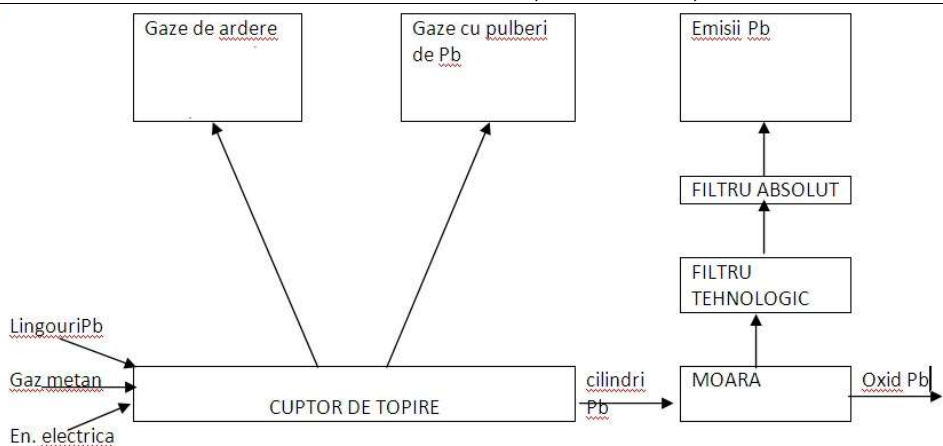 Gaze de ardere
Gaze cu pulberi
de Pb
Emisii Pb
FILTRU ABSOLUT
FILTRU
TEHNOLOGIC
LingouriPb
Gaz metan
En. electrica
CUPTOR DE TOPIRE
cilindri
Pb
MOARA
Oxid Pb